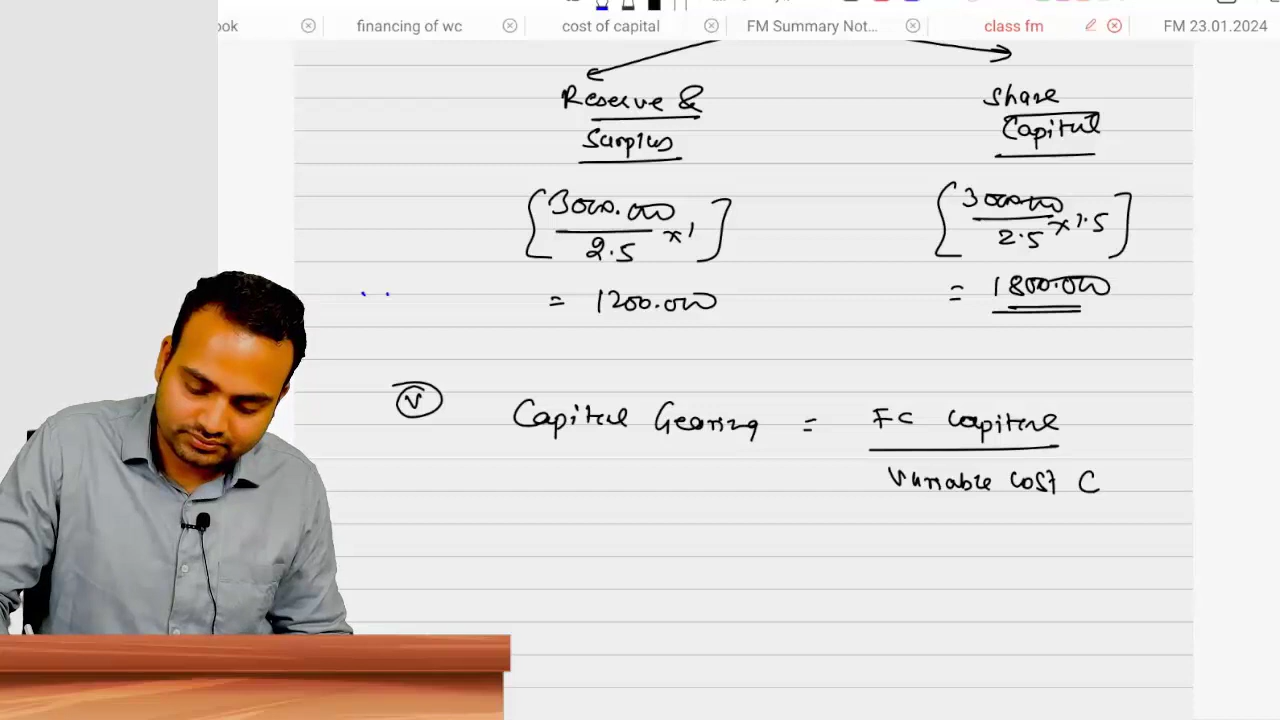 ook financing of wc cost of capital FM Summary Not... class fm FM 23.01.2024
Reserve & Surplus
Share Capital
[3000.000 / 2.5 x 1]
[3000.000 / 2.5 x 1.5]
= 1200.000
= 1800.000
V Capital Gearing = FC Capital
Variable cost C